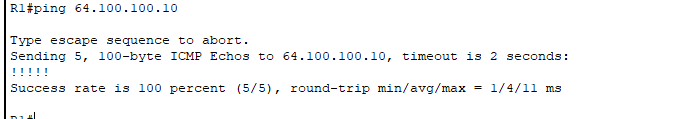 R1#ping 64.100.100.10
Type escape sequence to abort.
Sending 5, 100-byte ICMP Echos to 64.100.100.10, timeout is 2 seconds:
!!!!!
Success rate is 100 percent (5/5), round-trip min/avg/max = 1/4/11 ms
R1#